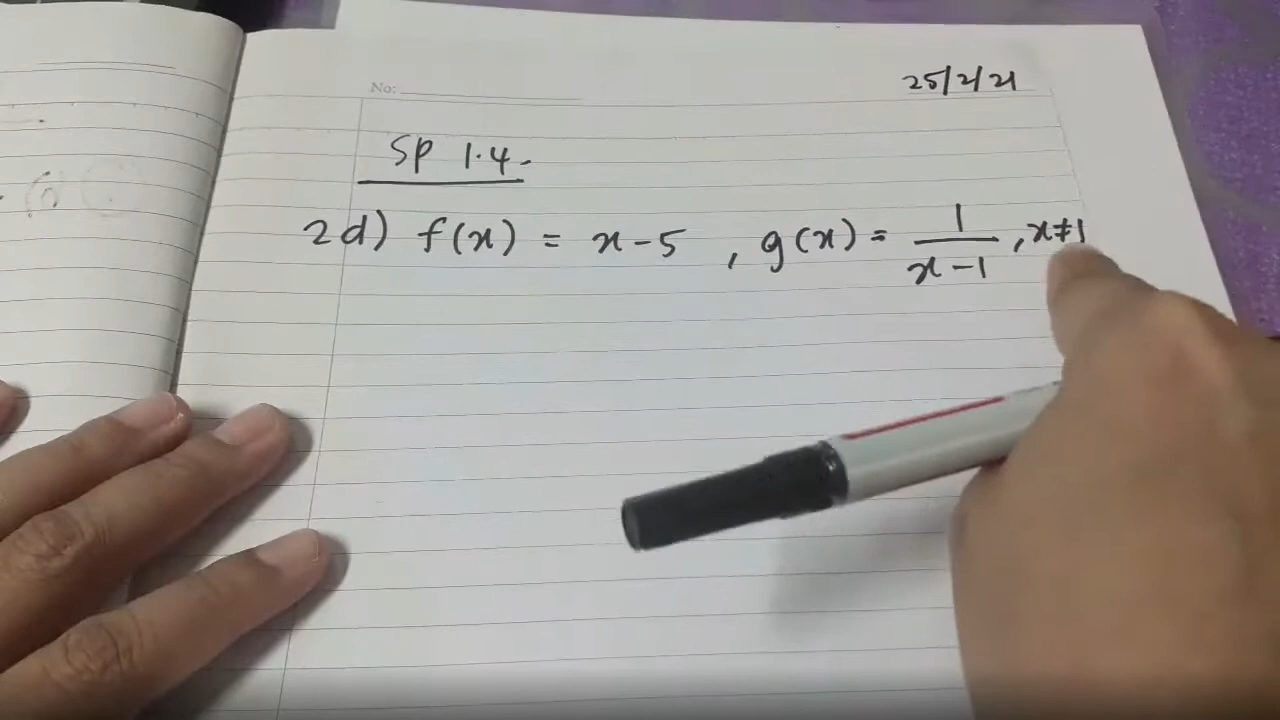 25/2/21
No:
SP 1.4.
2d) f(x) = x-5 , g(x) = 1/(x-1) , x≠1